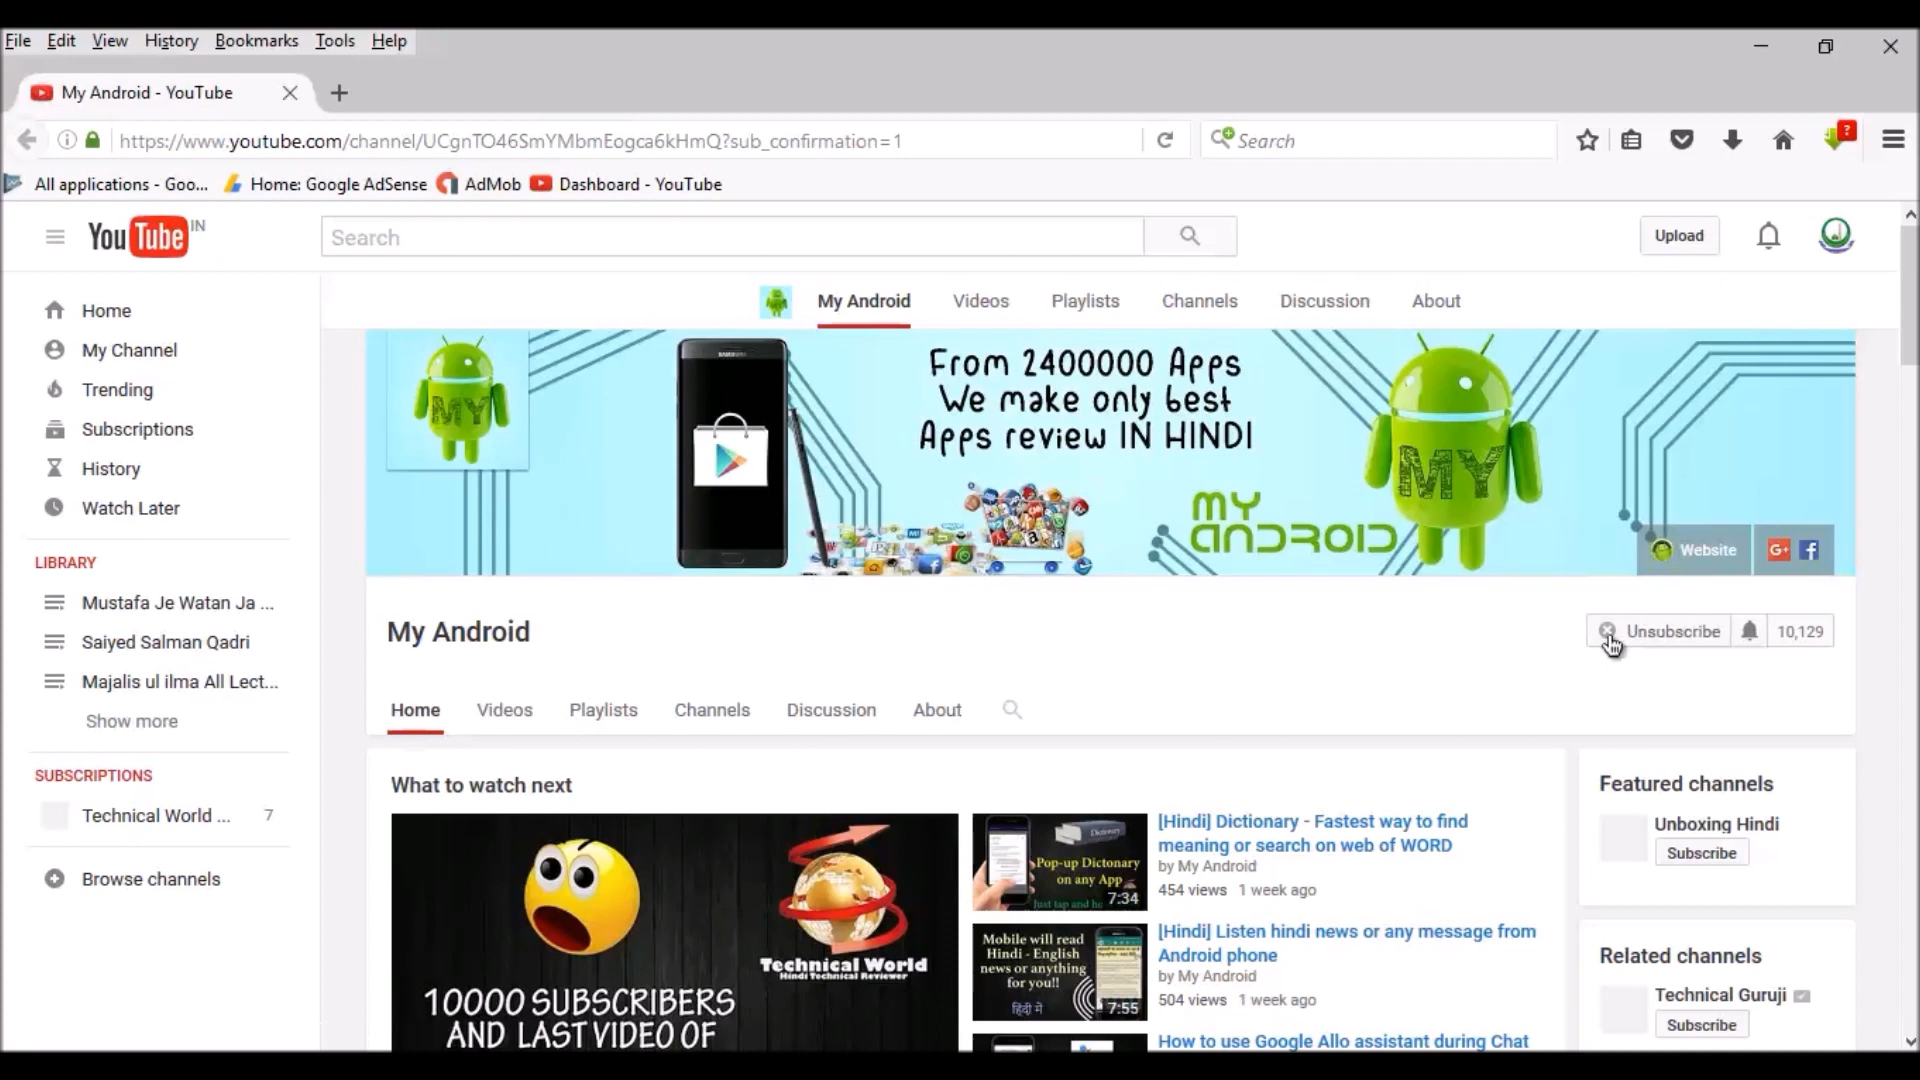 File Edit View History Bookmarks Tools Help
My Android - YouTube
https://www.youtube.com/channel/UCgnTO46SmYMbmEogca6kHmQ?sub_confirmation=1
Search
?
All applications - Goo... Home: Google AdSense AdMob Dashboard - YouTube
YouTube IN
Search
Upload
My Android Videos Playlists Channels Discussion About
Home
My Channel
Trending
Subscriptions
History
Watch Later
LIBRARY
Mustafa Je Watan Ja ...
Saiyed Salman Qadri
Majalis ul ilma All Lect...
Show more
SUBSCRIPTIONS
Technical World ... 7
Browse channels
MY
SAMSUNG
From 2400000 Apps
We make only best
Apps review IN HINDI
MY
ANDROID
MY
Website
G+ f
My Android
Unsubscribe 10,129
Home Videos Playlists Channels Discussion About
What to watch next
Technical World
Hindi Technical Reviewer
10000 SUBSCRIBERS
AND LAST VIDEO OF
Dictionary
Pop-up Dictonary
on any App
Just tap and
7:34
[Hindi] Dictionary - Fastest way to find
meaning or search on web of WORD
by My Android
454 views 1 week ago
Mobile will read
Hindi - English
news or anything
for you!!
हिंदी में
7:55
[Hindi] Listen hindi news or any message from
Android phone
by My Android
504 views 1 week ago
How to use Google Allo assistant during Chat
Featured channels
Unboxing Hindi
Subscribe
Related channels
Technical Guruji
Subscribe